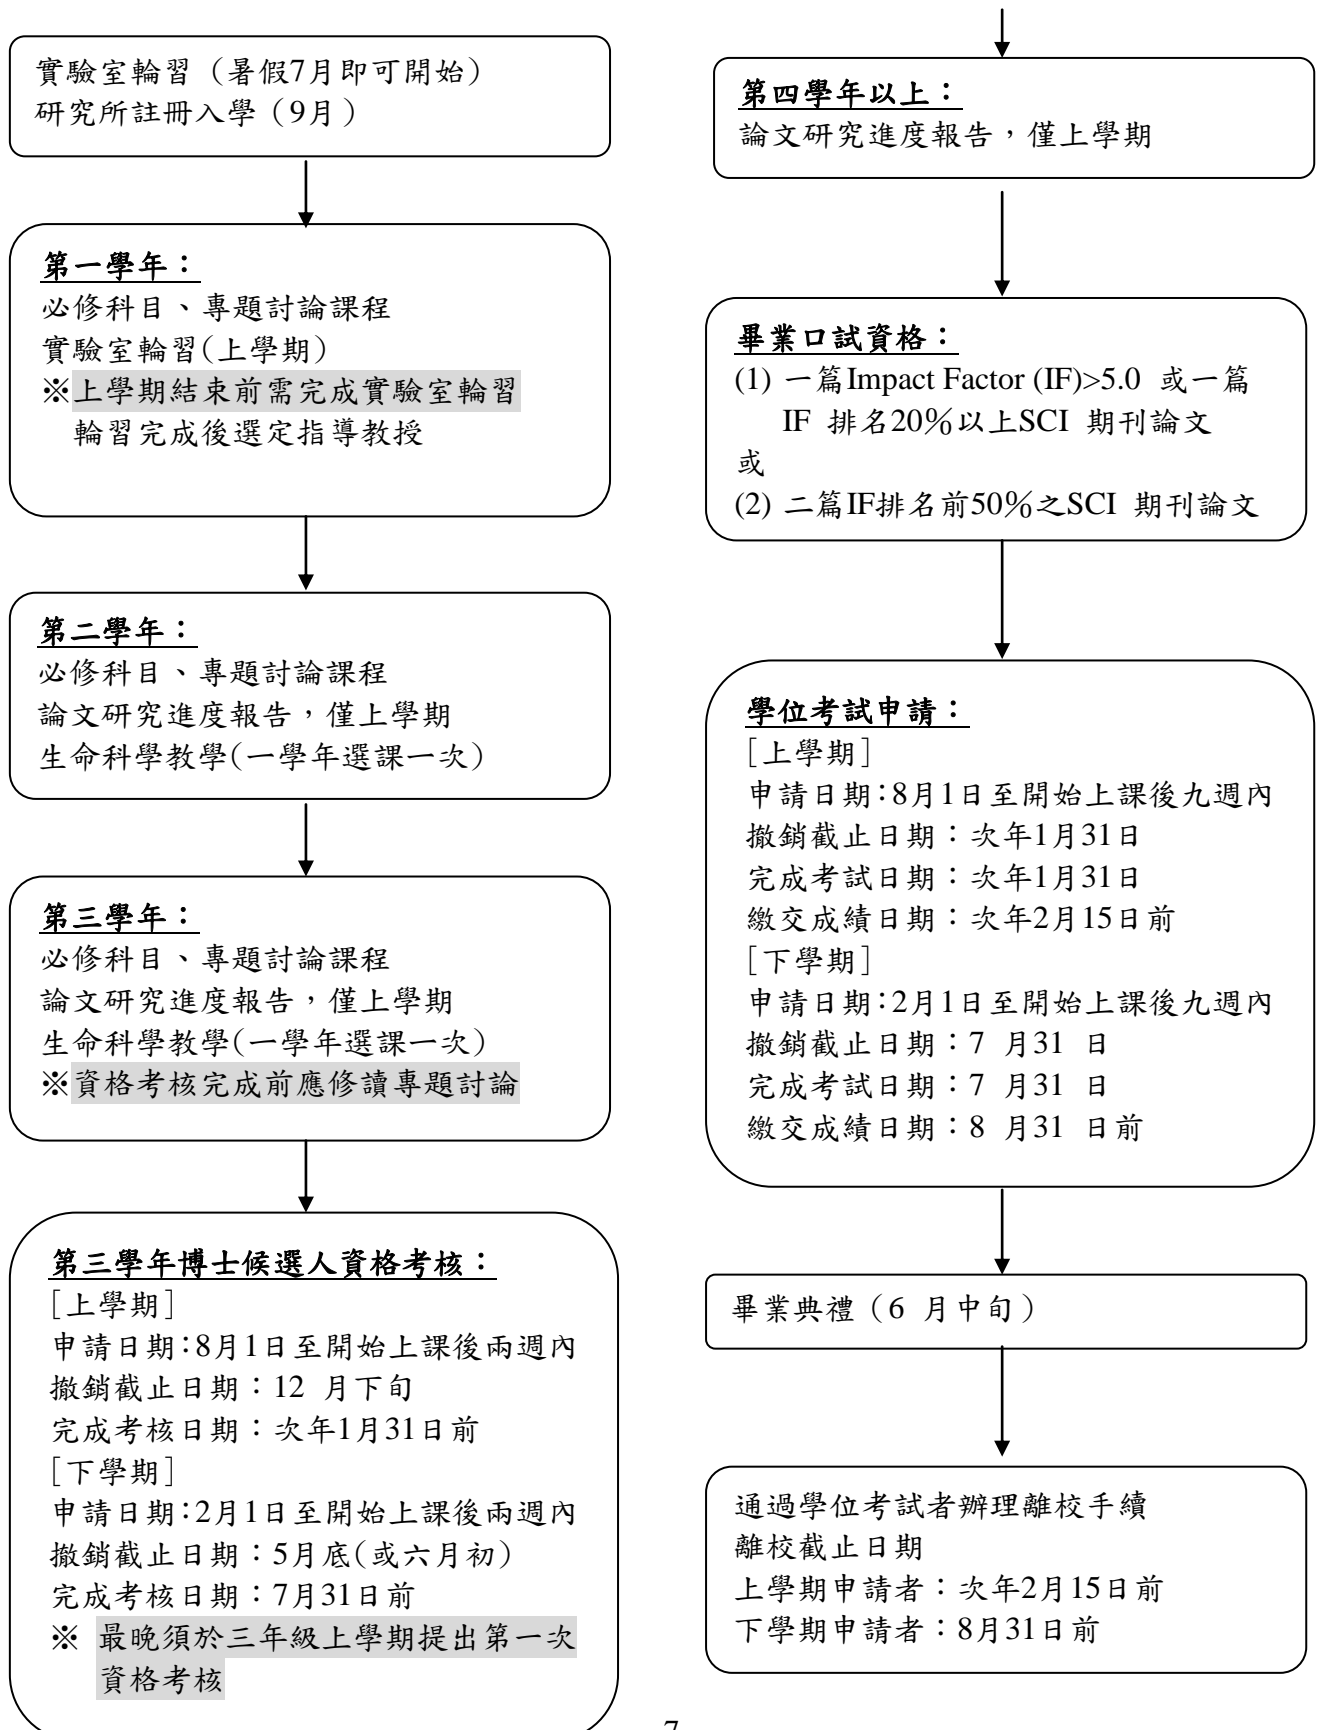 實驗室輪習（暑假7月即可開始）
研究所註冊入學（9月）
第一學年：
必修科目、專題討論課程
實驗室輪習(上學期)
※上學期結束前需完成實驗室輪習
輪習完成後選定指導教授
第二學年：
必修科目、專題討論課程
論文研究進度報告，僅上學期
生命科學教學(一學年選課一次)
第三學年：
必修科目、專題討論課程
論文研究進度報告，僅上學期
生命科學教學(一學年選課一次)
※資格考核完成前應修讀專題討論
第三學年博士候選人資格考核：
[上學期]
申請日期:8月1日至開始上課後兩週內
撤銷截止日期：12 月下旬
完成考核日期：次年1月31日前
[下學期]
申請日期:2月1日至開始上課後兩週內
撤銷截止日期：5月底(或六月初)
完成考核日期：7月31日前
※ 最晚須於三年級上學期提出第一次
資格考核
第四學年以上：
論文研究進度報告，僅上學期
畢業口試資格：
(1) 一篇Impact Factor (IF)>5.0 或一篇
IF 排名20%以上SCI 期刊論文
或
(2) 二篇IF排名前50%之SCI 期刊論文
學位考試申請：
[上學期]
申請日期:8月1日至開始上課後九週內
撤銷截止日期：次年1月31日
完成考試日期：次年1月31日
繳交成績日期：次年2月15日前
[下學期]
申請日期:2月1日至開始上課後九週內
撤銷截止日期：7 月31 日
完成考試日期：7 月31 日
繳交成績日期：8 月31 日前
畢業典禮（6 月中旬）
通過學位考試者辦理離校手續
離校截止日期
上學期申請者：次年2月15日前
下學期申請者：8月31日前
7